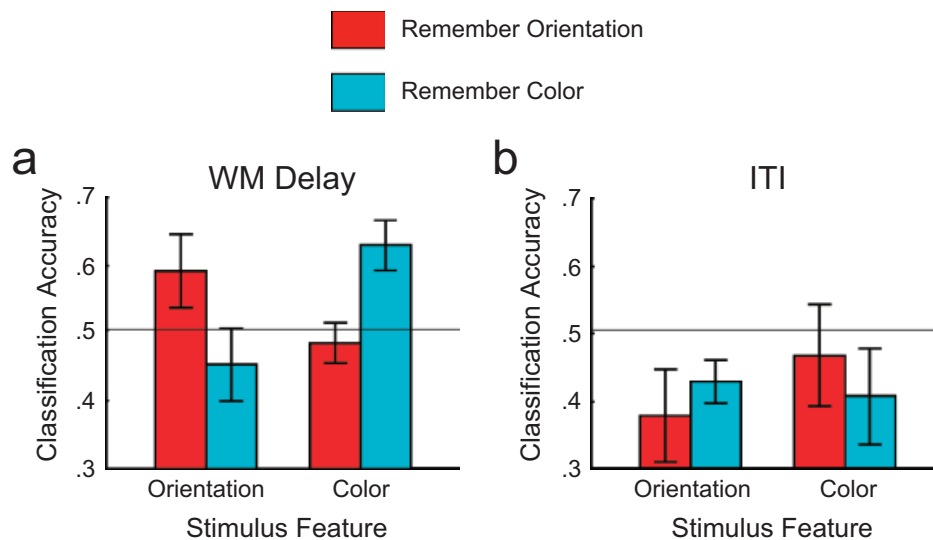 Remember Orientation
Remember Color
a
WM Delay
Classification Accuracy
.7
.6
.5
.4
.3
Orientation
Color
Stimulus Feature
b
ITI
Classification Accuracy
.7
.6
.5
.4
.3
Orientation
Color
Stimulus Feature